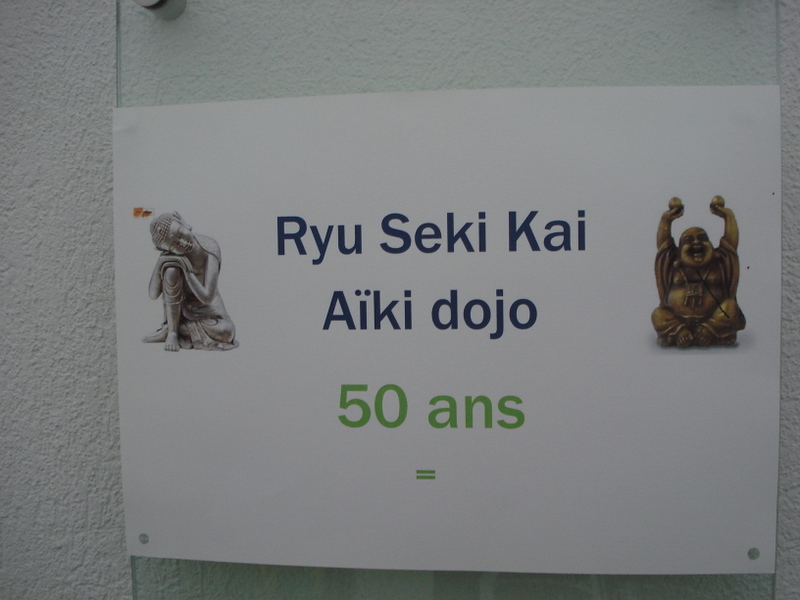 Ryu Seki Kai
Aïki dojo
50 ans
=